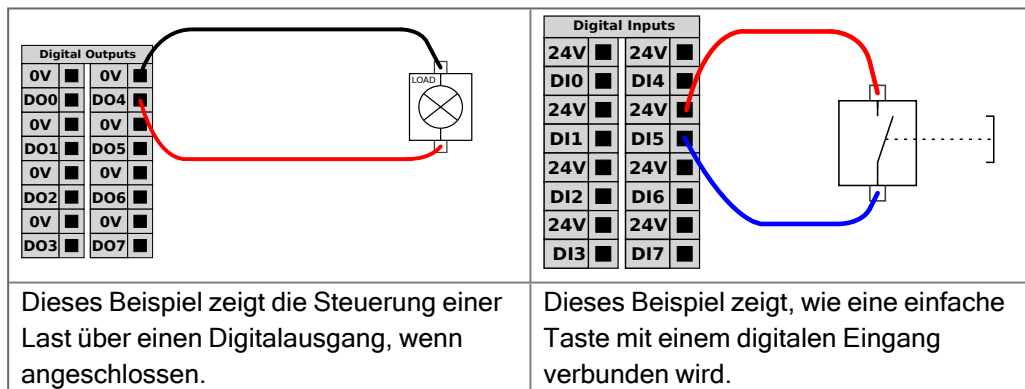 Digital Outputs
0V 0V
DO0 DO4
0V 0V
DO1 DO5
0V 0V
DO2 DO6
0V 0V
DO3 DO7
LOAD
Digital Inputs
24V 24V
DI0 DI4
24V 24V
DI1 DI5
24V 24V
DI2 DI6
24V 24V
DI3 DI7
Dieses Beispiel zeigt die Steuerung einer
Last über einen Digitalausgang, wenn
angeschlossen.
Dieses Beispiel zeigt, wie eine einfache
Taste mit einem digitalen Eingang
verbunden wird.